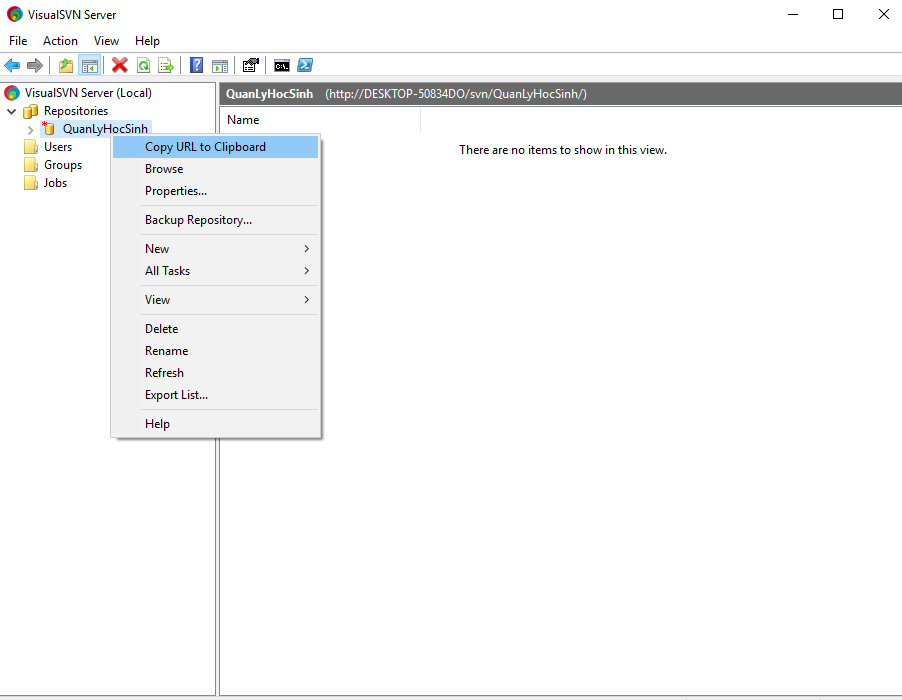 VisualSVN Server
File Action View Help
VisualSVN Server (Local)
Repositories
QuanLyHocSinh
Users
Groups
Jobs
QuanLyHocSinh (http://DESKTOP-50834DO/svn/QuanLyHocSinh/)
Name
There are no items to show in this view.
Copy URL to Clipboard
Browse
Properties...
Backup Repository...
New
All Tasks
View
Delete
Rename
Refresh
Export List...
Help